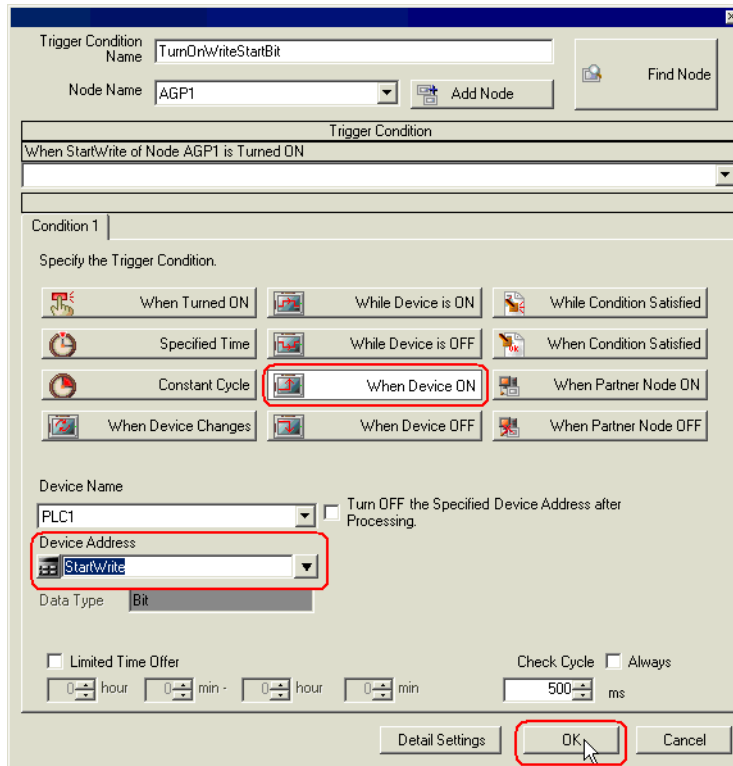 Trigger Condition
Name
TurnOnWriteStartBit
Find Node
Node Name
AGP1
Add Node
Trigger Condition
When StartWrite of Node AGP1 is Turned ON
Condition 1
Specify the Trigger Condition.
When Turned ON
While Device is ON
While Condition Satisfied
Specified Time
While Device is OFF
When Condition Satisfied
Constant Cycle
When Device ON
When Partner Node ON
When Device Changes
When Device OFF
When Partner Node OFF
Device Name
PLC1
Turn OFF the Specified Device Address after
Processing.
Device Address
StartWrite
Data Type
Bit
Limited Time Offer
Check Cycle
Always
0 hour 0 min - 0 hour 0 min
500 ms
Detail Settings
OK
Cancel